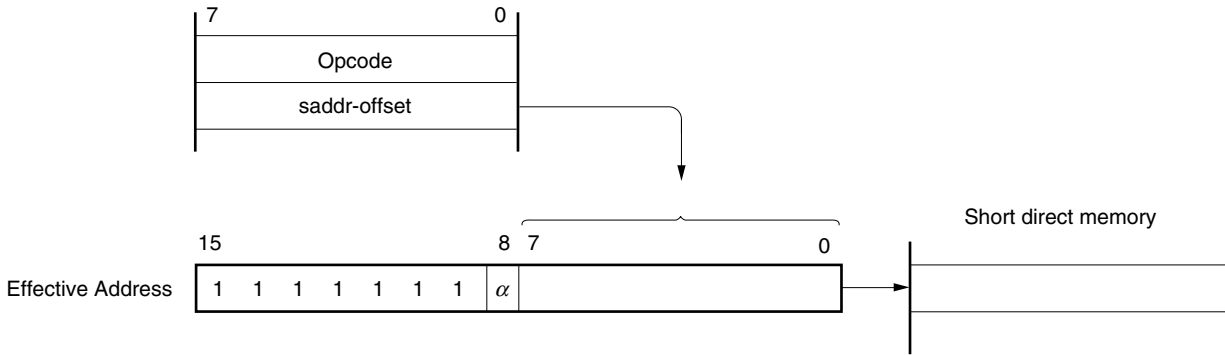 7 0
Opcode
saddr-offset
Short direct memory
15 8 7 0
Effective Address 1 1 1 1 1 1 1 α